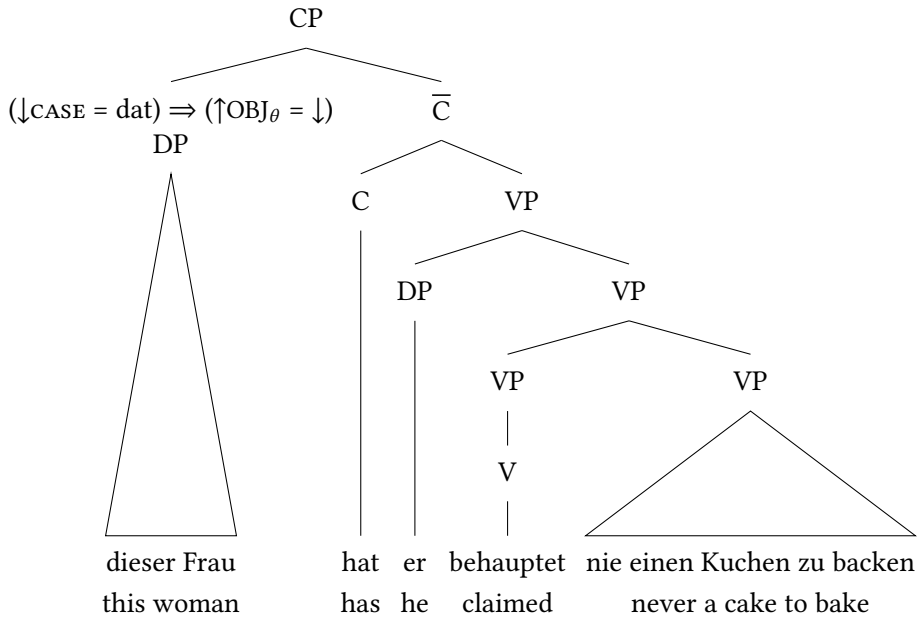 CP
(↓CASE = dat) ⇒ (↑OBJθ = ↓) C̅
DP
C VP
DP VP
VP VP
V
dieser Frau hat er behauptet nie einen Kuchen zu backen
this woman has he claimed never a cake to bake